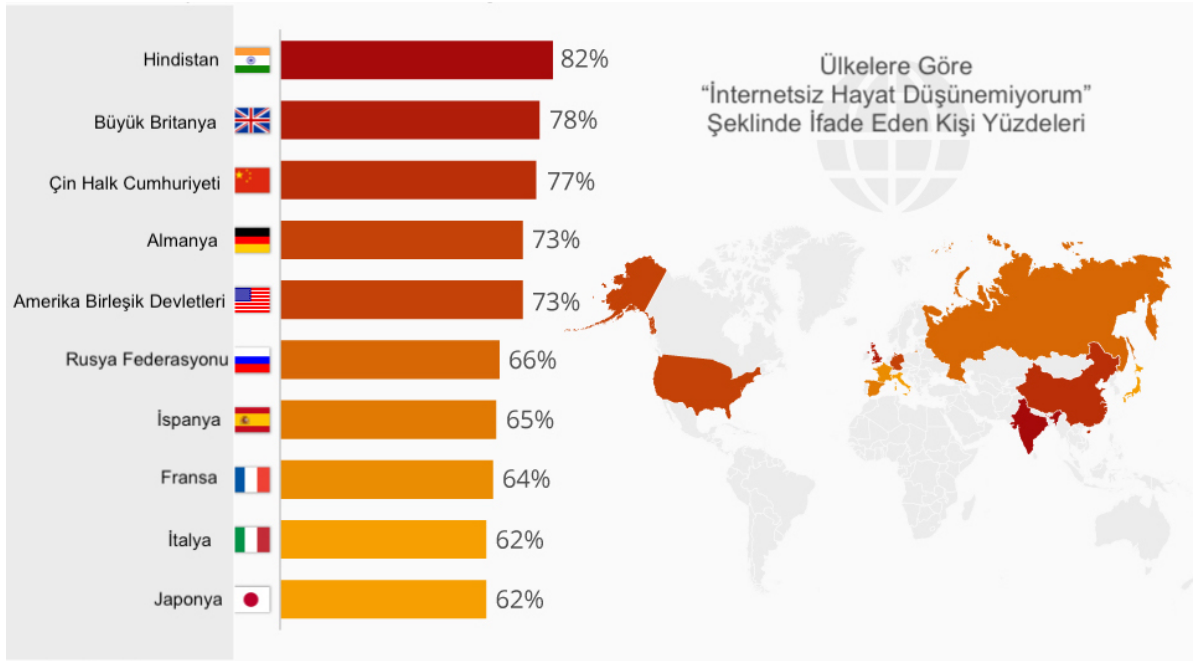 Ülkelere Göre
“İnternetsiz Hayat Düşünemiyorum”
Şeklinde İfade Eden Kişi Yüzdeleri
Hindistan 82%
Büyük Britanya 78%
Çin Halk Cumhuriyeti 77%
Almanya 73%
Amerika Birleşik Devletleri 73%
Rusya Federasyonu 66%
İspanya 65%
Fransa 64%
İtalya 62%
Japonya 62%